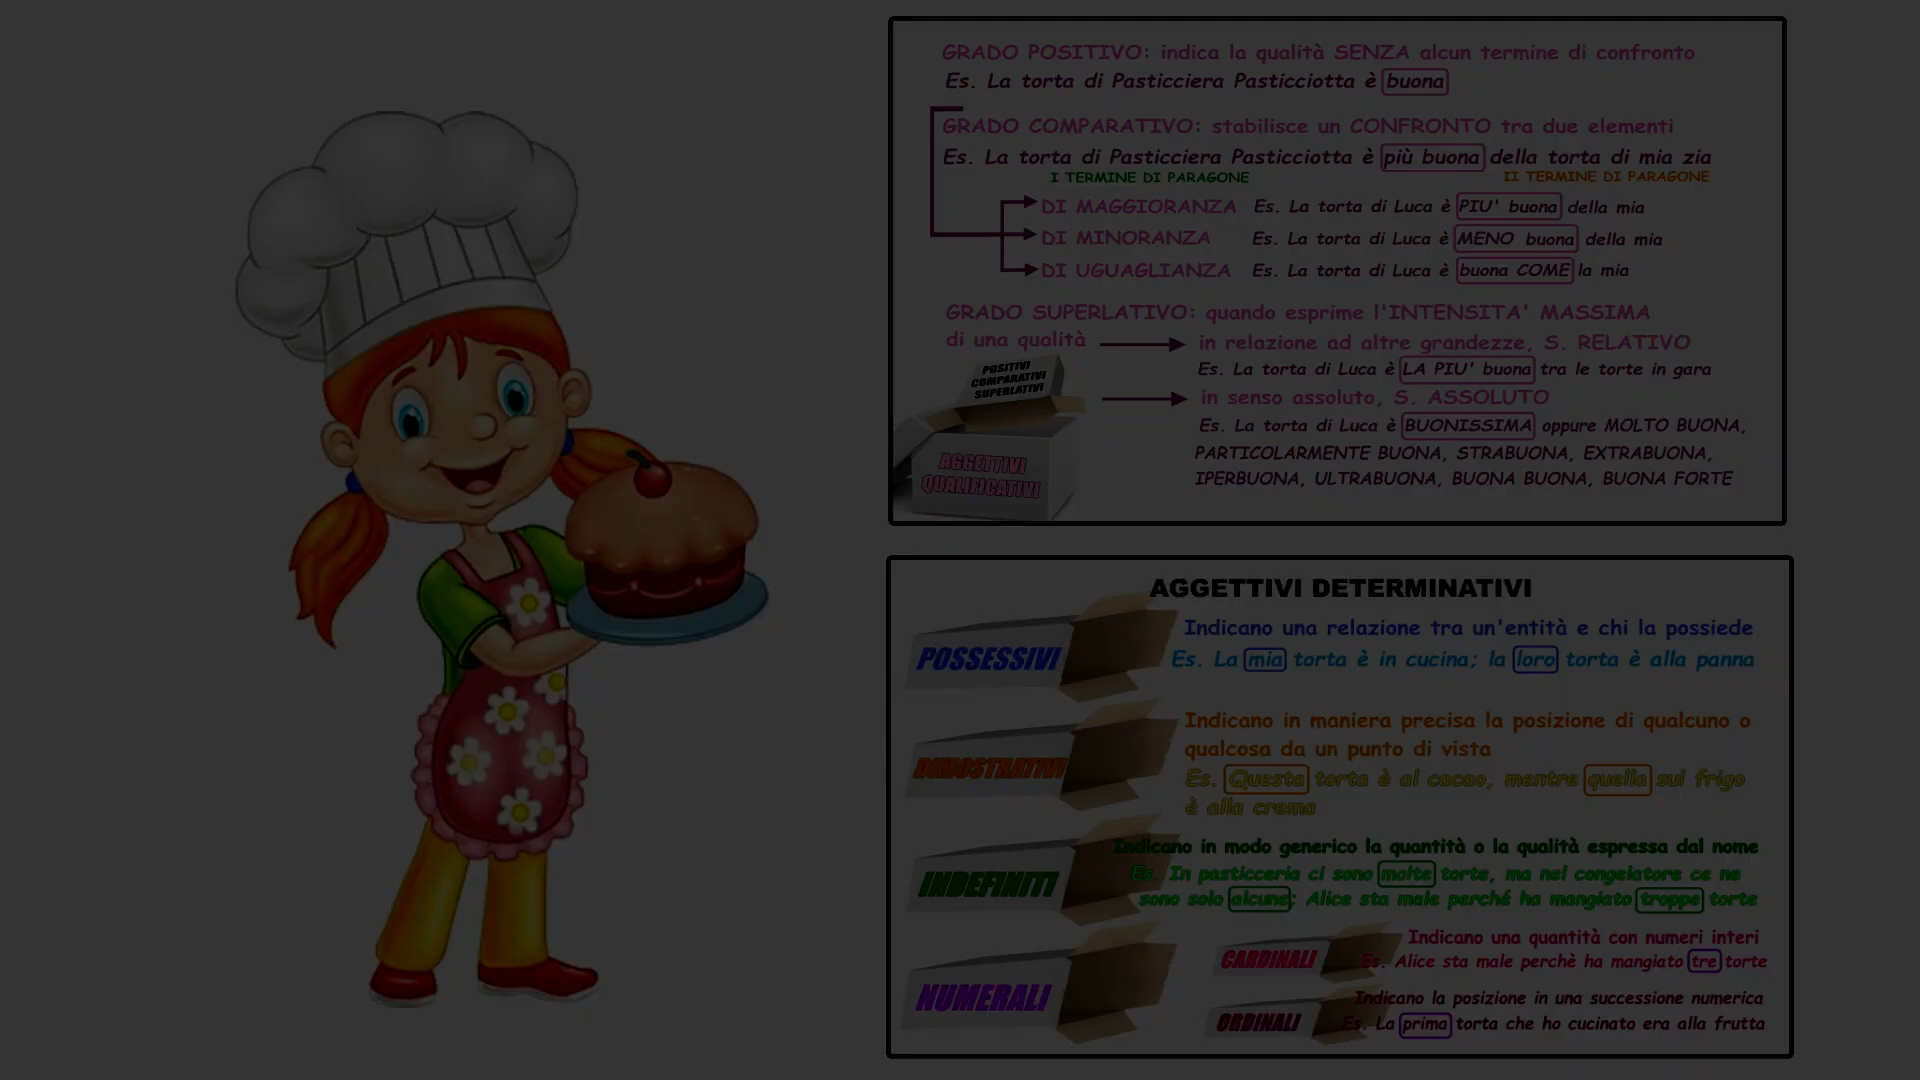 GRADO POSITIVO: indica la qualità SENZA alcun termine di confronto
Es. La torta di Pasticciera Pasticciotta è buona
GRADO COMPARATIVO: stabilisce un CONFRONTO tra due elementi
Es. La torta di Pasticciera Pasticciotta è più buona della torta di mia zia
I TERMINE DI PARAGONE II TERMINE DI PARAGONE
DI MAGGIORANZA Es. La torta di Luca è PIU' buona della mia
DI MINORANZA Es. La torta di Luca è MENO buona della mia
DI UGUAGLIANZA Es. La torta di Luca è buona COME la mia
GRADO SUPERLATIVO: quando esprime l'INTENSITA' MASSIMA
di una qualità
in relazione ad altre grandezze, S. RELATIVO
Es. La torta di Luca è LA PIU' buona tra le torte in gara
in senso assoluto, S. ASSOLUTO
Es. La torta di Luca è BUONISSIMA oppure MOLTO BUONA,
PARTICOLARMENTE BUONA, STRABUONA, EXTRABUONA,
IPERBUONA, ULTRABUONA, BUONA BUONA, BUONA FORTE
POSITIVI
COMPARATIVI
SUPERLATIVI
AGGETTIVI
QUALIFICATIVI
AGGETTIVI DETERMINATIVI
POSSESSIVI
Indicano una relazione tra un'entità e chi la possiede
Es. La mia torta è in cucina; la loro torta è alla panna
DIMOSTRATIVI
Indicano in maniera precisa la posizione di qualcuno o
qualcosa da un punto di vista
Es. Questa torta è al cacao, mentre quella sul frigo
è alla crema
INDEFINITI
Indicano in modo generico la quantità o la qualità espressa dal nome
Es. In pasticceria ci sono molte torte, ma nel congelatore ce ne
sono solo alcune; Alice sta male perché ha mangiato troppe torte
NUMERALI
CARDINALI
Indicano una quantità con numeri interi
Es. Alice sta male perchè ha mangiato tre torte
ORDINALI
Indicano la posizione in una successione numerica
Es. La prima torta che ho cucinato era alla frutta